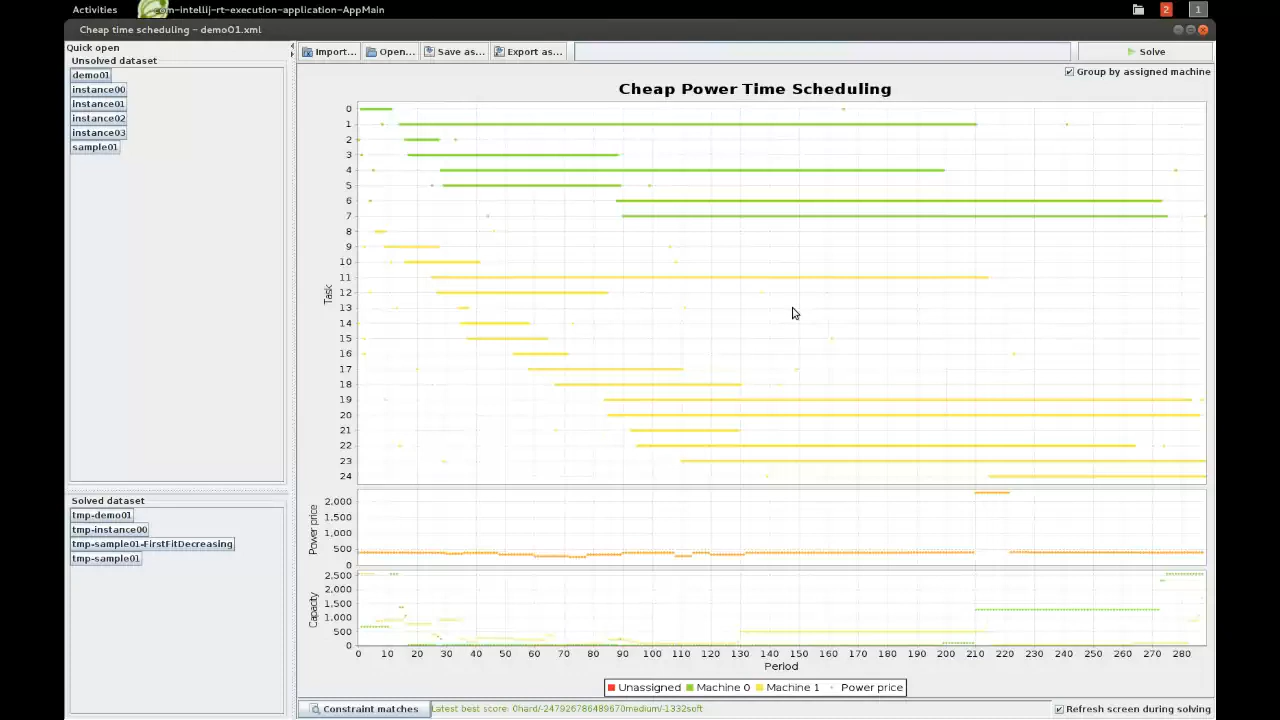 Activities
com-intellij-rt-execution-application-AppMain
2
1
Cheap time scheduling – demo01.xml
Quick open
Unsolved dataset
demo01
instance00
instance01
instance02
instance03
sample01
Solved dataset
tmp-demo01
tmp-instance00
tmp-sample01-FirstFitDecreasing
tmp-sample01
Import...
Open...
Save as...
Export as...
Solve
Group by assigned machine
Cheap Power Time Scheduling
Task
0
1
2
3
4
5
6
7
8
9
10
11
12
13
14
15
16
17
18
19
20
21
22
23
24
Power price
2.000
1.500
1,000
500
0
Capacity
2,500
2.000
1.500
1.000
500
0
0 10 20 30 40 50 60 70 80 90 100 110 120 130 140 150 160 170 180 190 200 210 220 230 240 250 260 270 280
Period
Unassigned Machine 0 Machine 1 Power price
Constraint matches
Latest best score: 0hard/-247926786489670medium/-1332soft
Refresh screen during solving